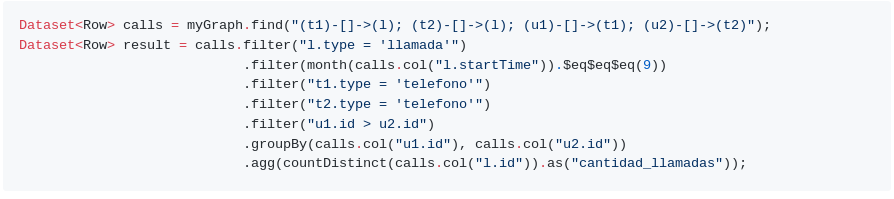 Dataset<Row> calls = myGraph.find("(t1)-[]->(l); (t2)-[]->(l); (u1)-[]->(t1); (u2)-[]->(t2)");
Dataset<Row> result = calls.filter("l.type = 'llamada'")
.filter(month(calls.col("l.startTime")).$eq$eq$eq(9))
.filter("t1.type = 'telefono'")
.filter("t2.type = 'telefono'")
.filter("u1.id > u2.id")
.groupBy(calls.col("u1.id"), calls.col("u2.id"))
.agg(countDistinct(calls.col("l.id")).as("cantidad_llamadas"));